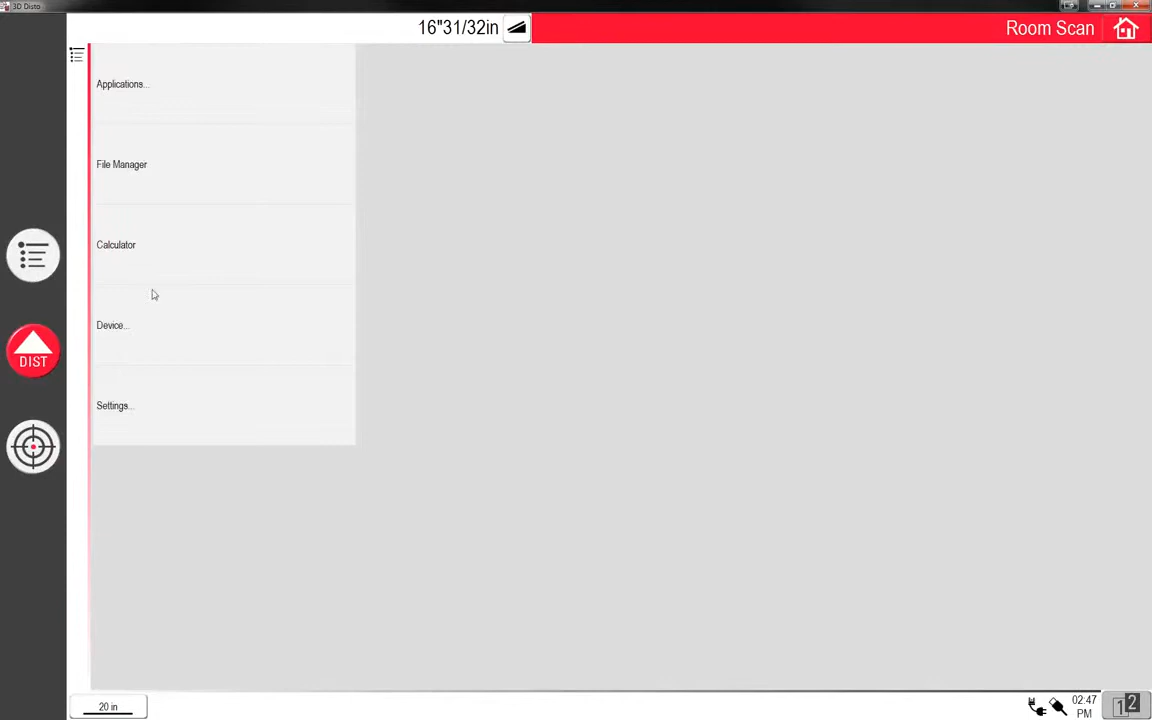 3D Disto
16"31/32in
Room Scan
Applications...
File Manager
Calculator
Device...
Settings...
DIST
20 in
02:47
PM
12